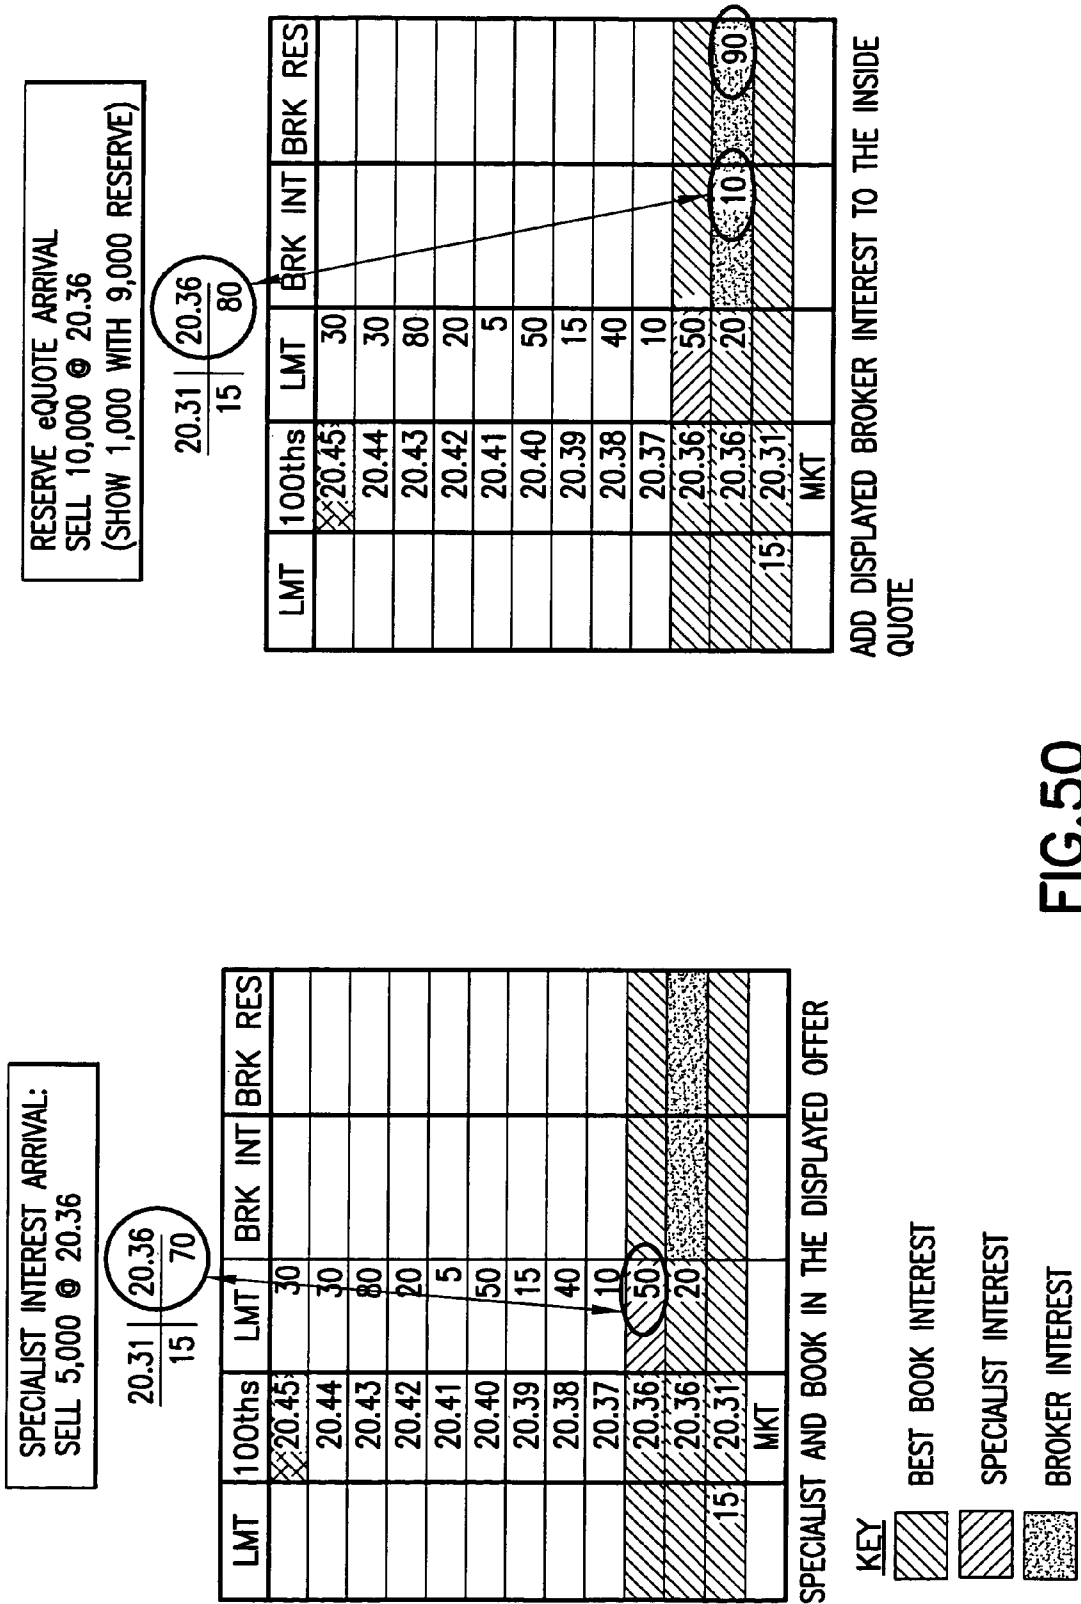 SPECIALIST INTEREST ARRIVAL:
SELL 5,000 @ 20.36
20.31 | 20.36
15 | 70
LMT 100ths LMT BRK INT BRK RES
20.45 30
20.44 30
20.43 80
20.42 20
20.41 5
20.40 50
20.39 15
20.38 40
20.37 10
20.36 50
20.36 20
15 20.31
MKT
SPECIALIST AND BOOK IN THE DISPLAYED OFFER
KEY
BEST BOOK INTEREST
SPECIALIST INTEREST
BROKER INTEREST
RESERVE eQUOTE ARRIVAL
SELL 10,000 @ 20.36
(SHOW 1,000 WITH 9,000 RESERVE)
20.31 | 20.36
15 | 80
LMT 100ths LMT BRK INT BRK RES
20.45 30
20.44 30
20.43 80
20.42 20
20.41 5
20.40 50
20.39 15
20.38 40
20.37 10
20.36 50
20.36 20 10 90
15 20.31
MKT
ADD DISPLAYED BROKER INTEREST TO THE INSIDE
QUOTE
FIG.50